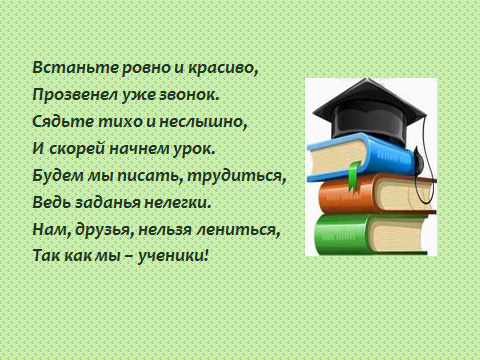 Встаньте ровно и красиво,
Прозвенел уже звонок.
Сядьте тихо и неслышно,
И скорей начнем урок.
Будем мы писать, трудиться,
Ведь заданья нелегки.
Нам, друзья, нельзя лениться,
Так как мы – ученики!